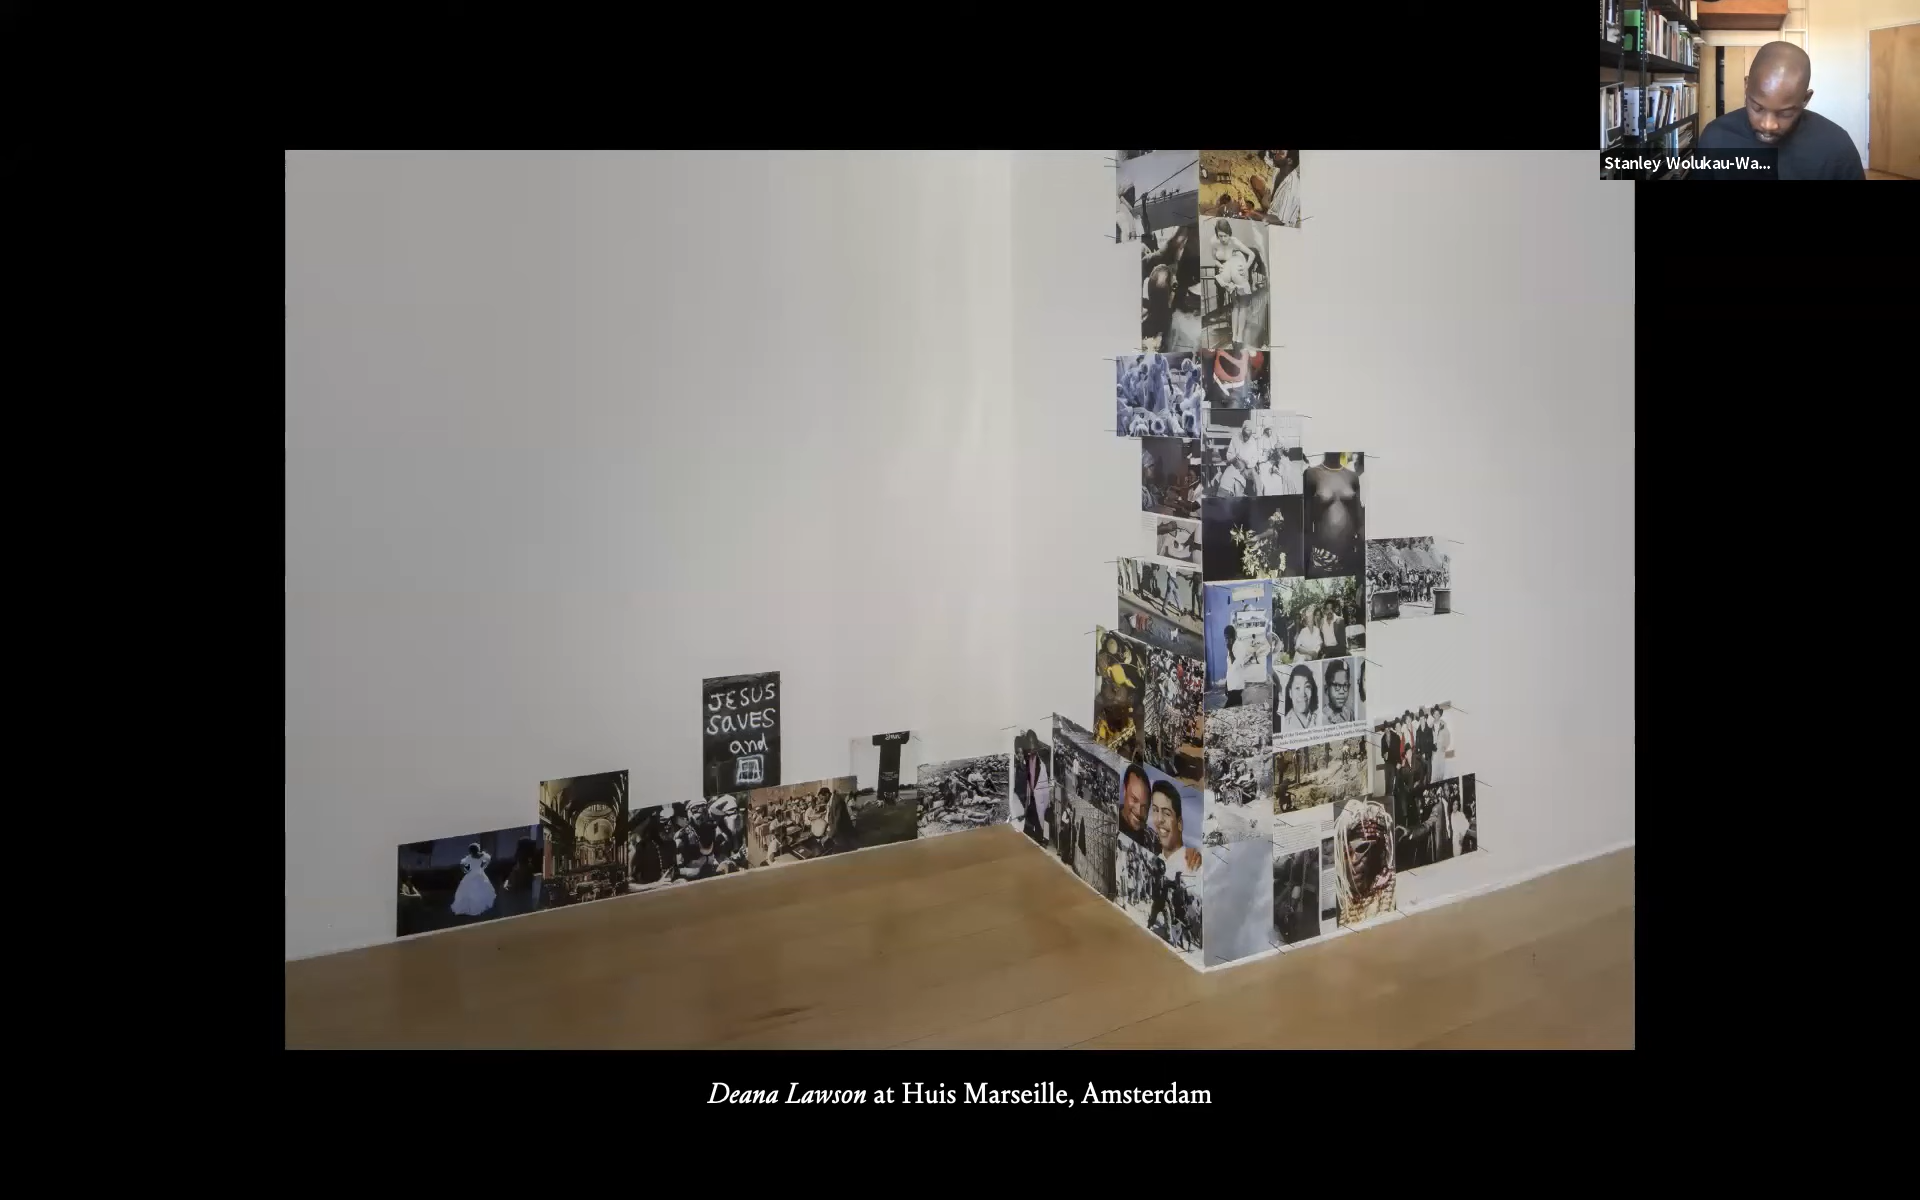 Stanley Wolukau-Wa...
JESUS
SAVES
and
Deana Lawson at Huis Marseille, Amsterdam